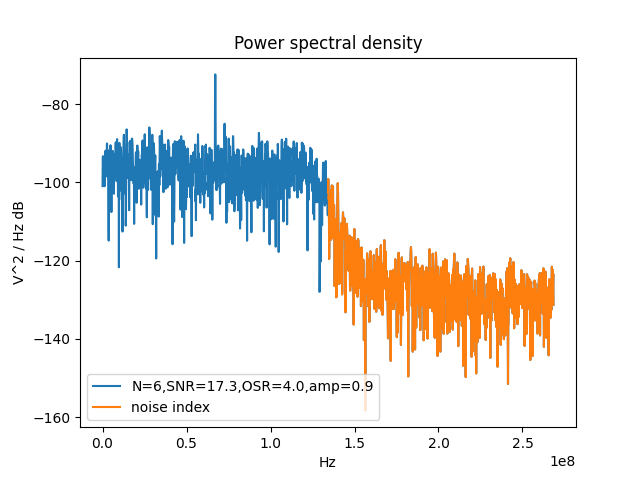 Power spectral density
V^2 / Hz dB
−80
−100
−120
−140
−160
N=6,SNR=17.3,OSR=4.0,amp=0.9
noise index
0.0 0.5 1.0 1.5 2.0 2.5
1e8
Hz